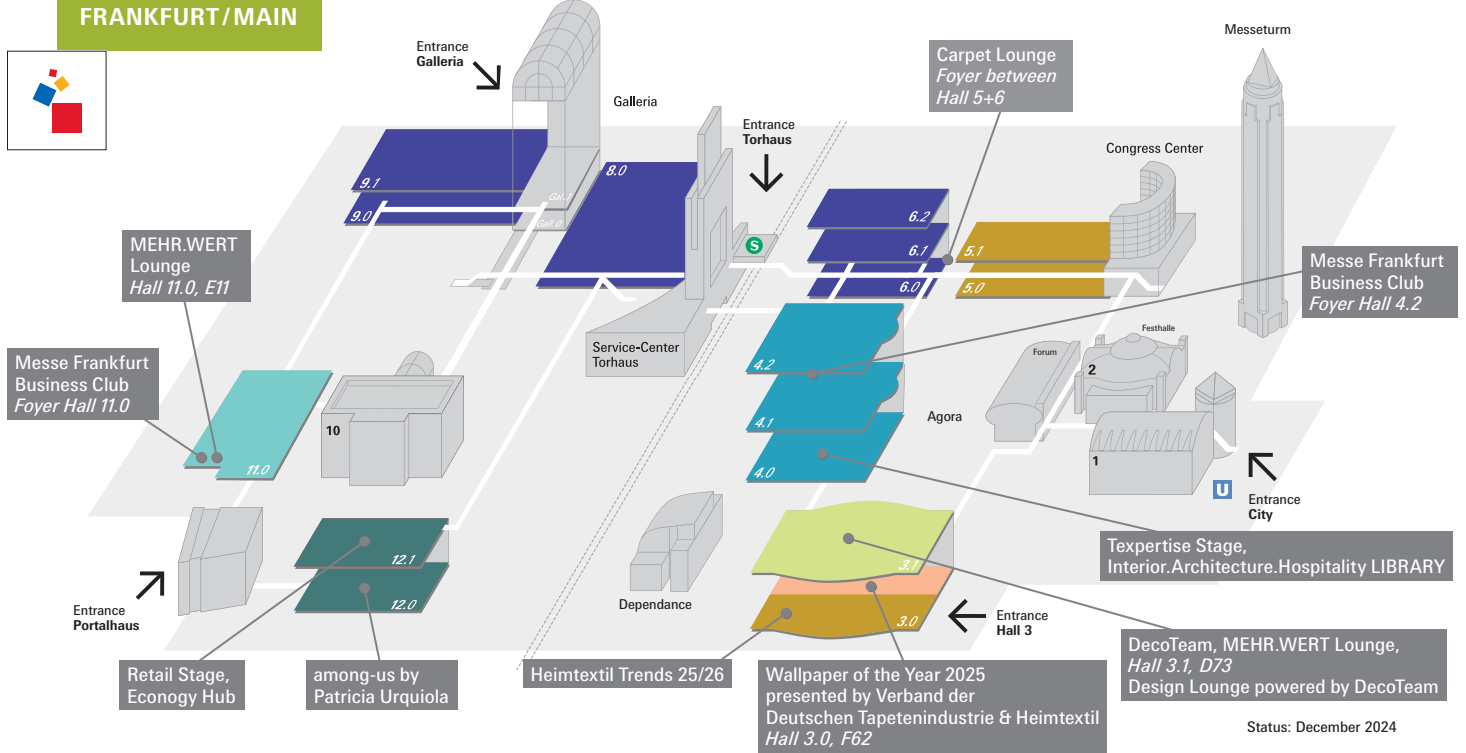 FRANKFURT/MAIN
Entrance
Galleria
Galleria
Entrance
Torhaus
Carpet Lounge
Foyer between
Hall 5+6
Messeturm
Congress Center
9.1
9.0
Gal.1
Gal.0
8.0
S
6.2
6.1
6.0
5.1
5.0
MEHR.WERT
Lounge
Hall 11.0, E11
Messe Frankfurt
Business Club
Foyer Hall 4.2
Messe Frankfurt
Business Club
Foyer Hall 11.0
Service-Center
Torhaus
4.2
4.1
4.0
Agora
Forum
Festhalle
2
1
U
Entrance
City
10
11.0
12.1
12.0
Entrance
Portalhaus
Dependance
3.1
3.0
Entrance
Hall 3
Texpertise Stage,
Interior.Architecture.Hospitality LIBRARY
Retail Stage,
Econogy Hub
among-us by
Patricia Urquiola
Heimtextil Trends 25/26
Wallpaper of the Year 2025
presented by Verband der
Deutschen Tapetenindustrie & Heimtextil
Hall 3.0, F62
DecoTeam, MEHR.WERT Lounge,
Hall 3.1, D73
Design Lounge powered by DecoTeam
Status: December 2024